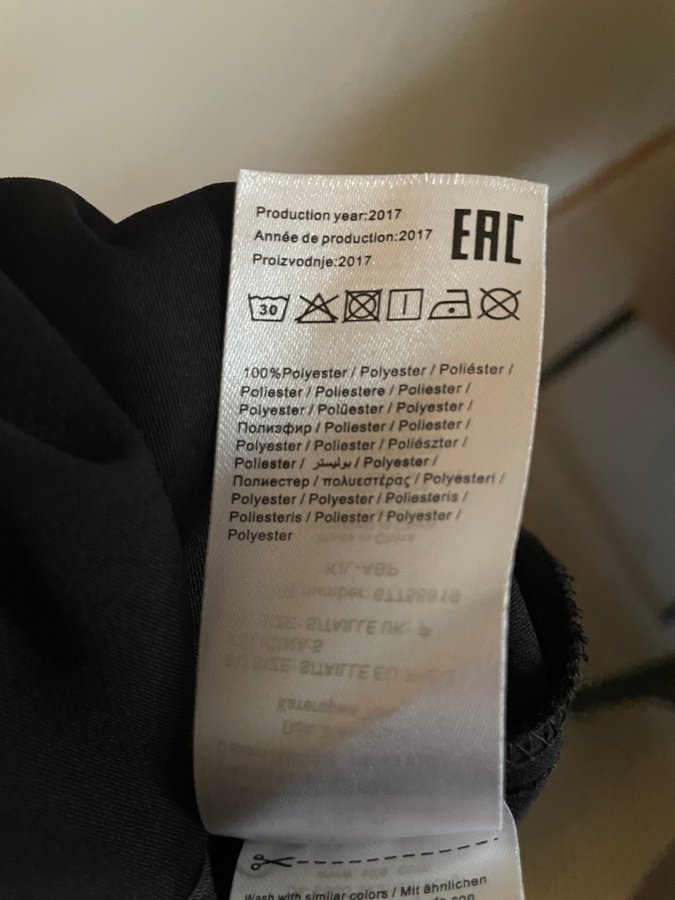 Production year:2017
Année de production:2017
Proizvodnje:2017
EAC
30
100%Polyester / Polyester / Poliéster /
Poliester / Poliestere / Poliester /
Polyester / Polüester / Polyester /
Полиэфир / Poliester / Poliester /
Polyester / Poliester / Poliészter /
Poliester / بوليستر / Polyester /
Полиестер / πολυεστέρας / Polyesteri /
Polyester / Polyester / Poliesteris /
Poliesteris / Poliester / Polyester /
Polyester
Wash with similar colors / Mit ähnlichen